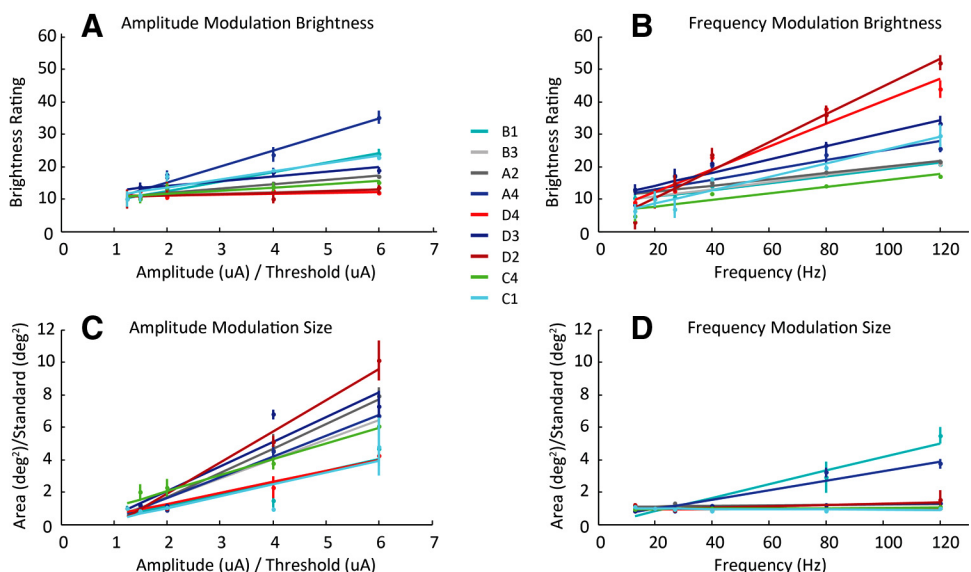 A Amplitude Modulation Brightness
60
50
40
30
20
10
0
Brightness Rating
0 1 2 3 4 5 6 7
Amplitude (uA) / Threshold (uA)
B1
B3
A2
A4
D4
D3
D2
C4
C1
B Frequency Modulation Brightness
60
50
40
30
20
10
0
Brightness Rating
0 20 40 60 80 100 120
Frequency (Hz)
C Amplitude Modulation Size
12
10
8
6
4
2
0
Area (deg²)/Standard (deg²)
0 1 2 3 4 5 6 7
Amplitude (uA) / Threshold (uA)
D Frequency Modulation Size
12
10
8
6
4
2
0
Area (deg²)/Standard (deg²)
0 20 40 60 80 100 120
Frequency (Hz)